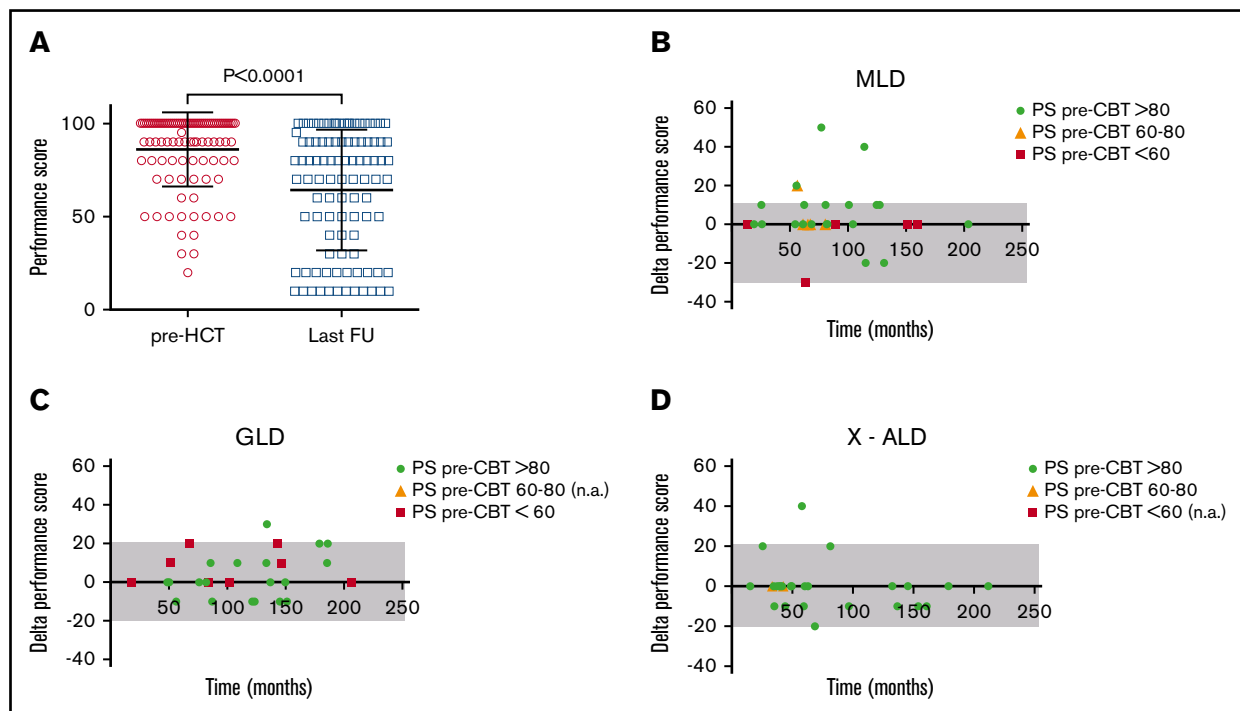 A
P<0.0001
Performance score
100
50
0
pre-HCT
Last FU
B
MLD
Delta performance score
60
40
20
0
-20
-40
50
100
150
200
250
Time (months)
PS pre-CBT >80
PS pre-CBT 60-80
PS pre-CBT <60
C
GLD
Delta performance score
60
40
20
0
-20
-40
50
100
150
200
250
Time (months)
PS pre-CBT >80
PS pre-CBT 60-80 (n.a.)
PS pre-CBT < 60
D
X - ALD
Delta performance score
60
40
20
0
-20
-40
50
100
150
200
250
Time (months)
PS pre-CBT >80
PS pre-CBT 60-80
PS pre-CBT <60 (n.a.)